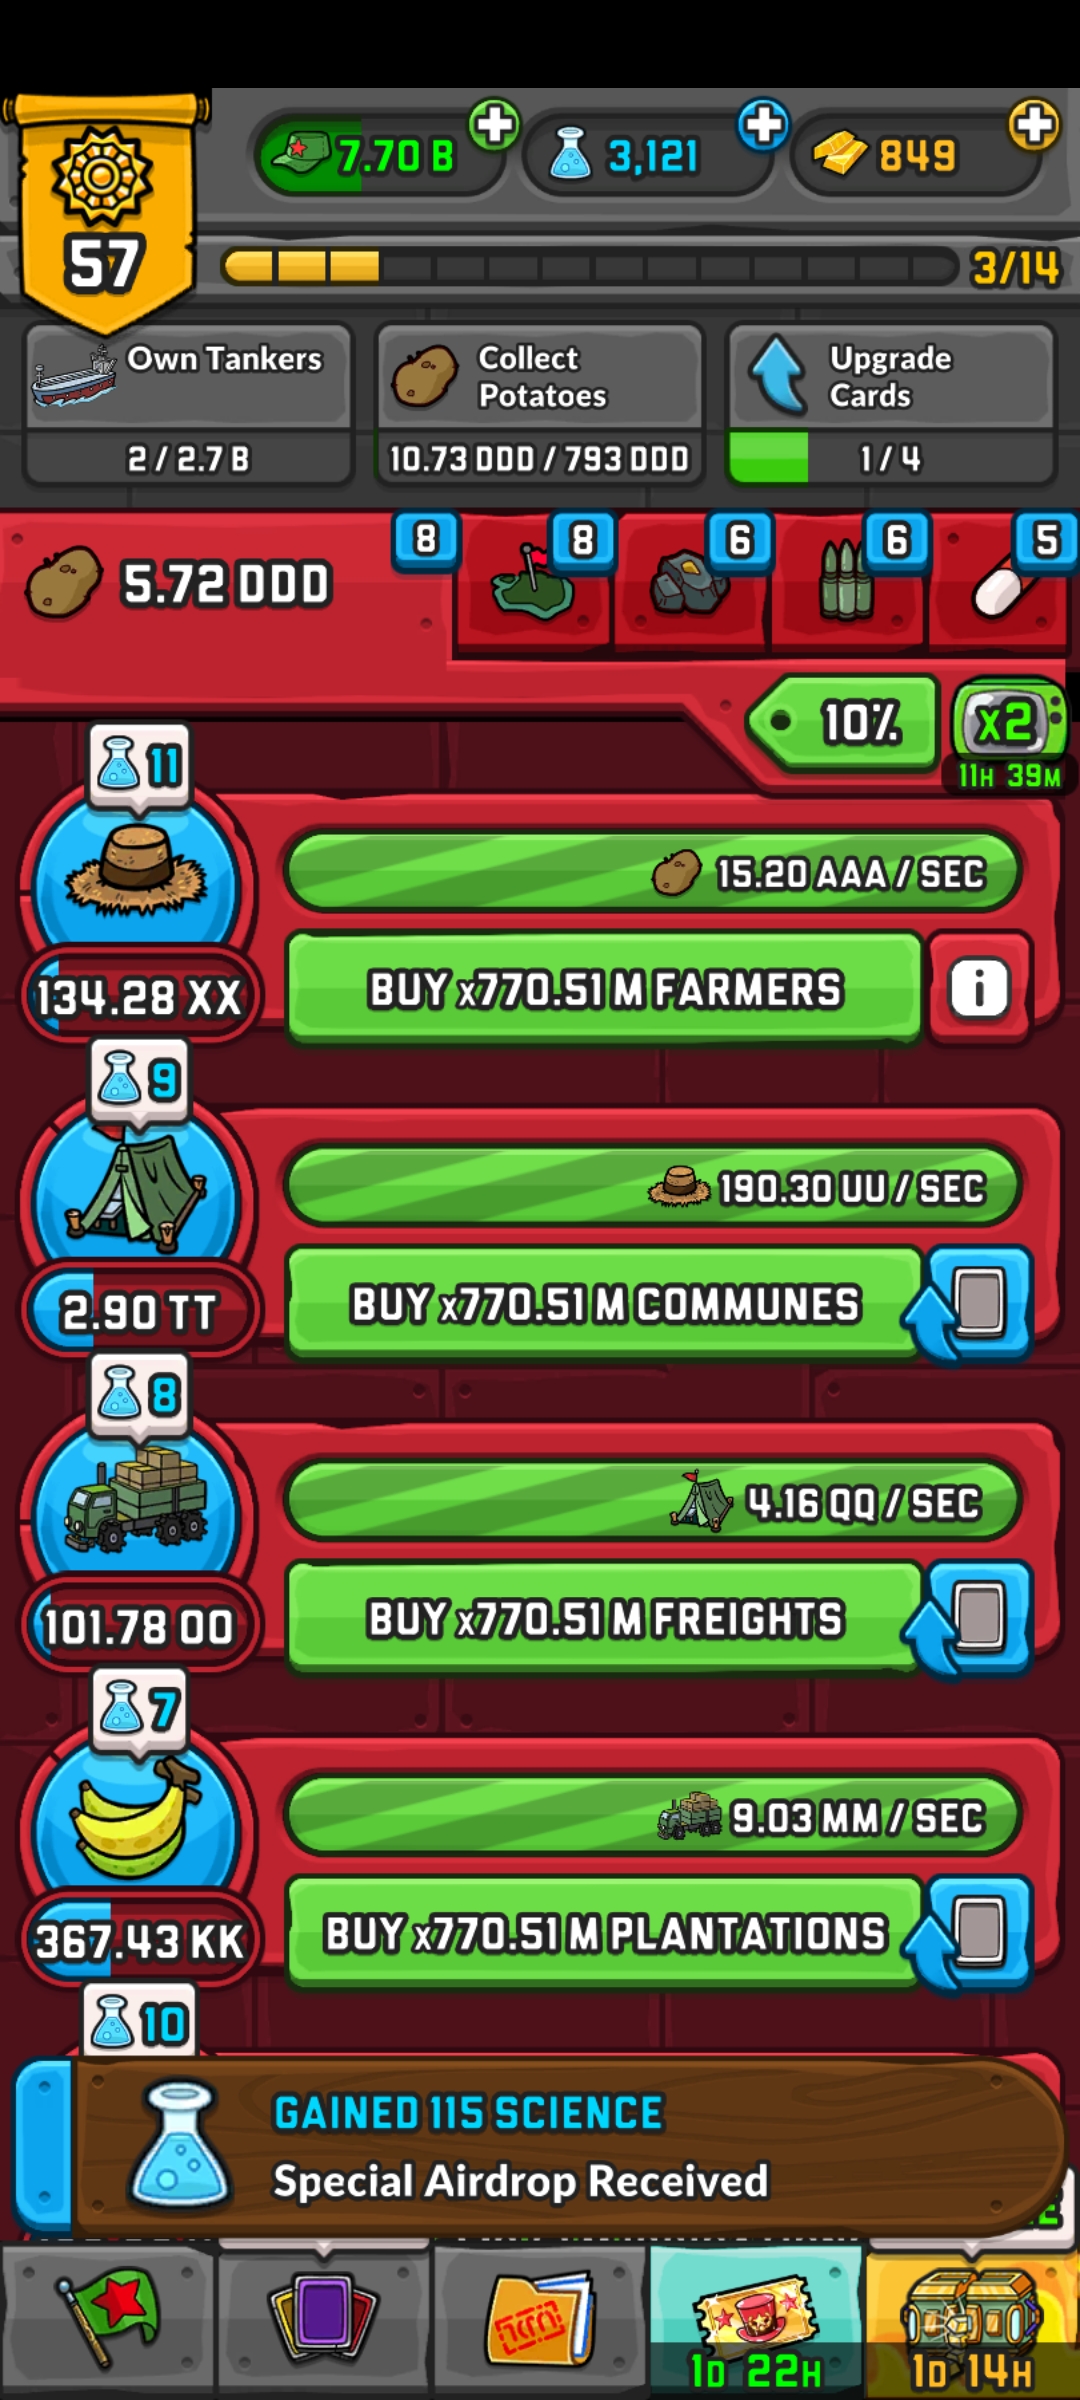 7.70 B
3,121
849
57
3/14
Own Tankers
2 / 2.7 B
Collect
Potatoes
10.73 DDD / 793 DDD
Upgrade
Cards
1 / 4
5.72 DDD
8
8
6
6
5
10%
x2
11H 39M
11
15.20 AAA / SEC
134.28 XX
BUY x770.51 M FARMERS
i
9
190.30 UU / SEC
2.90 TT
BUY x770.51 M COMMUNES
8
4.16 QQ / SEC
101.78 OO
BUY x770.51 M FREIGHTS
7
9.03 MM / SEC
367.43 KK
BUY x770.51 M PLANTATIONS
10
GAINED 115 SCIENCE
Special Airdrop Received
1D 22H
1D 14H